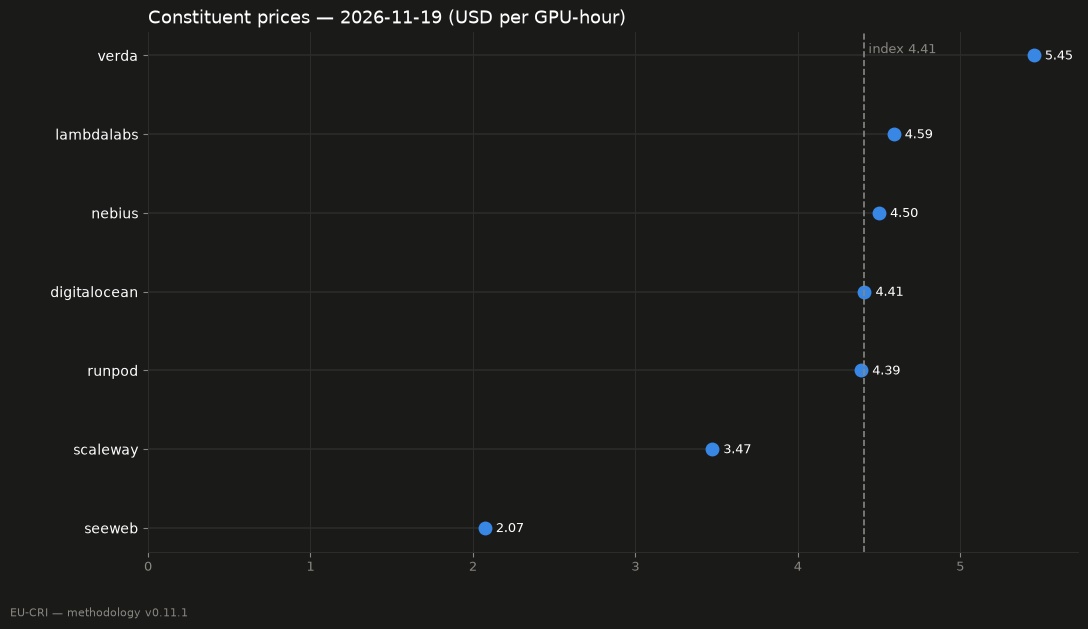 Constituent prices — 2026-11-19 (USD per GPU-hour)
index 4.41
verda 5.45
lambdalabs 4.59
nebius 4.50
digitalocean 4.41
runpod 4.39
scaleway 3.47
seeweb 2.07
0 1 2 3 4 5
EU-CRI — methodology v0.11.1